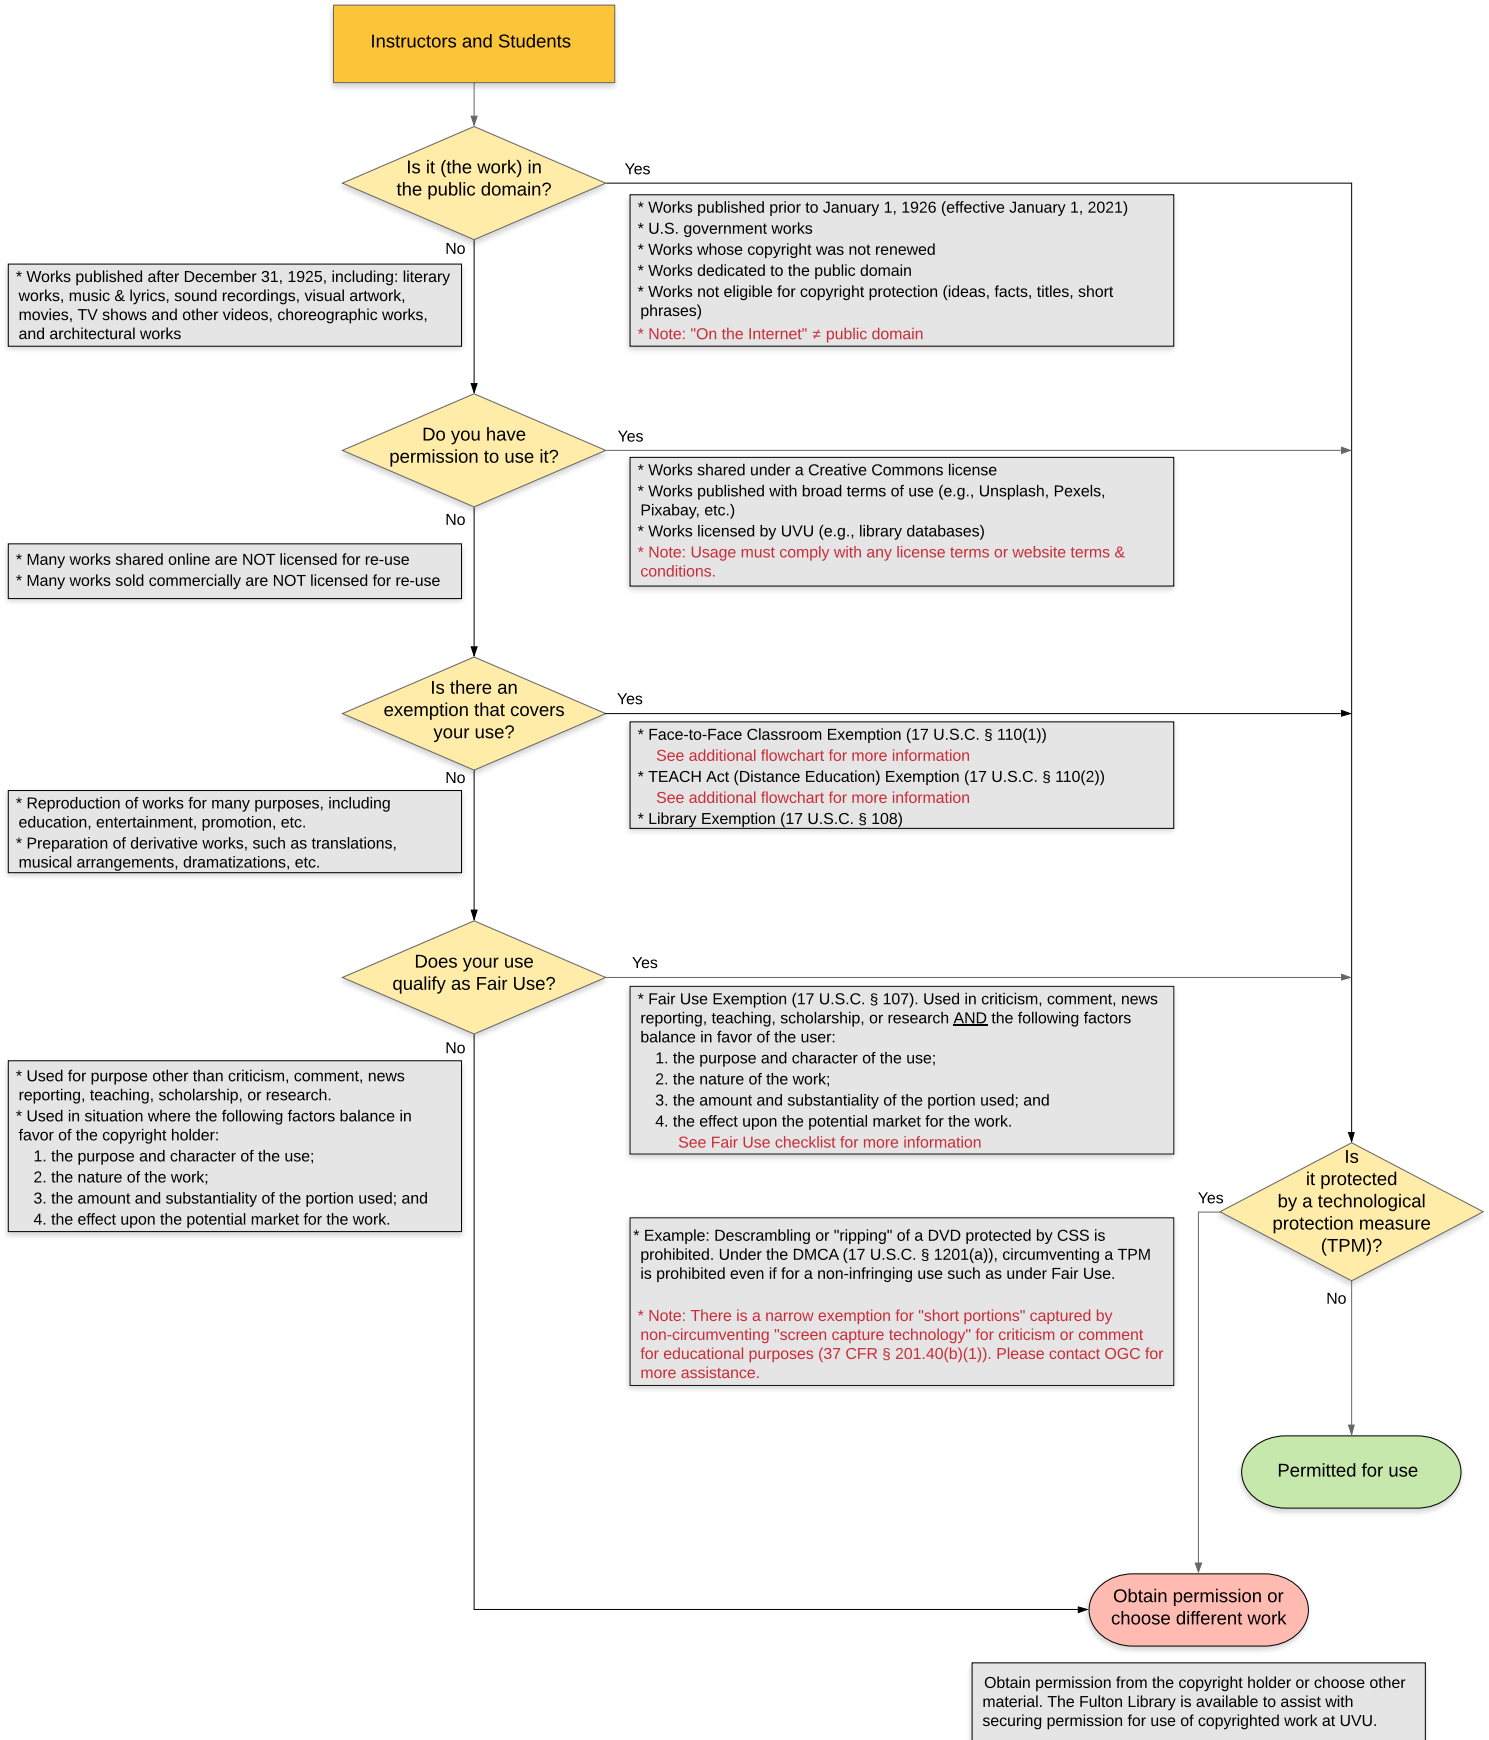 Instructors and Students
Is it (the work) in
the public domain?
Yes
* Works published prior to January 1, 1926 (effective January 1, 2021)
* U.S. government works
* Works whose copyright was not renewed
* Works dedicated to the public domain
* Works not eligible for copyright protection (ideas, facts, titles, short
phrases)
* Note: "On the Internet" ≠ public domain
No
* Works published after December 31, 1925, including: literary
works, music & lyrics, sound recordings, visual artwork,
movies, TV shows and other videos, choreographic works,
and architectural works
Do you have
permission to use it?
Yes
* Works shared under a Creative Commons license
* Works published with broad terms of use (e.g., Unsplash, Pexels,
Pixabay, etc.)
* Works licensed by UVU (e.g., library databases)
* Note: Usage must comply with any license terms or website terms &
conditions.
No
* Many works shared online are NOT licensed for re-use
* Many works sold commercially are NOT licensed for re-use
Is there an
exemption that covers
your use?
Yes
* Face-to-Face Classroom Exemption (17 U.S.C. § 110(1))
See additional flowchart for more information
* TEACH Act (Distance Education) Exemption (17 U.S.C. § 110(2))
See additional flowchart for more information
* Library Exemption (17 U.S.C. § 108)
No
* Reproduction of works for many purposes, including
education, entertainment, promotion, etc.
* Preparation of derivative works, such as translations,
musical arrangements, dramatizations, etc.
Does your use
qualify as Fair Use?
Yes
* Fair Use Exemption (17 U.S.C. § 107). Used in criticism, comment, news
reporting, teaching, scholarship, or research AND the following factors
balance in favor of the user:
1. the purpose and character of the use;
2. the nature of the work;
3. the amount and substantiality of the portion used; and
4. the effect upon the potential market for the work.
See Fair Use checklist for more information
No
* Used for purpose other than criticism, comment, news
reporting, teaching, scholarship, or research.
* Used in situation where the following factors balance in
favor of the copyright holder:
1. the purpose and character of the use;
2. the nature of the work;
3. the amount and substantiality of the portion used; and
4. the effect upon the potential market for the work.
Is
it protected
by a technological
protection measure
(TPM)?
Yes
* Example: Descrambling or "ripping" of a DVD protected by CSS is
prohibited. Under the DMCA (17 U.S.C. § 1201(a)), circumventing a TPM
is prohibited even if for a non-infringing use such as under Fair Use.
* Note: There is a narrow exemption for "short portions" captured by
non-circumventing "screen capture technology" for criticism or comment
for educational purposes (37 CFR § 201.40(b)(1)). Please contact OGC for
more assistance.
No
Permitted for use
Obtain permission or
choose different work
Obtain permission from the copyright holder or choose other
material. The Fulton Library is available to assist with
securing permission for use of copyrighted work at UVU.